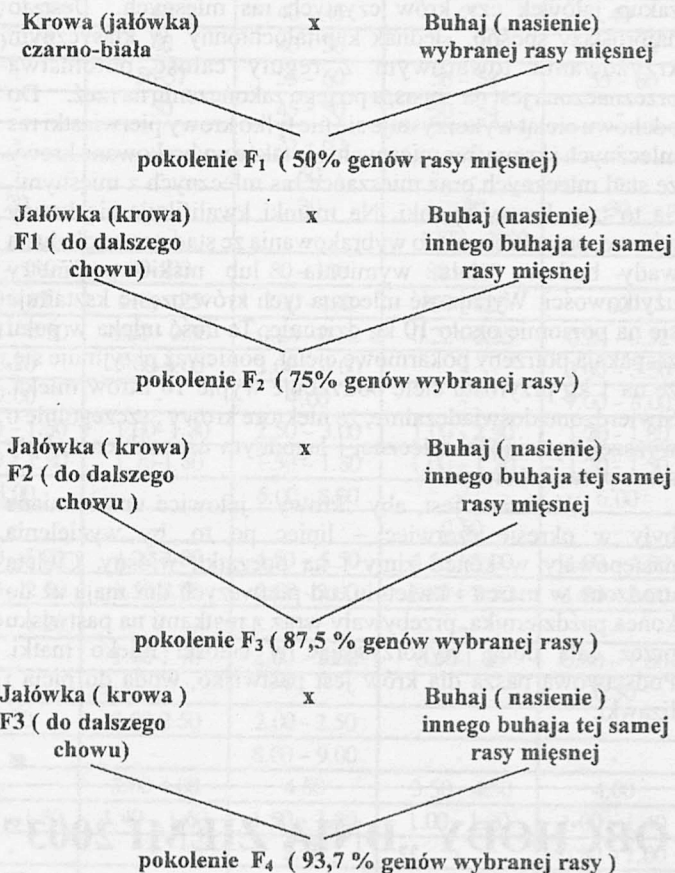 Krowa (jałówka) x Buhaj (nasienie)
czarno-biała wybranej rasy mięsnej
pokolenie F₁ (50% genów rasy mięsnej)
Jałówka (krowa) x Buhaj (nasienie)
F1 ( do dalszego innego buhaja tej samej
chowu) rasy mięsnej
pokolenie F₂ (75% genów wybranej rasy)
Jałówka ( krowa) x Buhaj ( nasienie)
F2 ( do dalszego innego buhaja tej samej
chowu ) rasy mięsnej
pokolenie F₃ ( 87,5 % genów wybranej rasy )
Jałówka ( krowa ) x Buhaj ( nasienie )
F3 ( do dalszego innego buhaja tej samej
chowu) rasy mięsnej
pokolenie F₄ ( 93,7 % genów wybranej rasy )